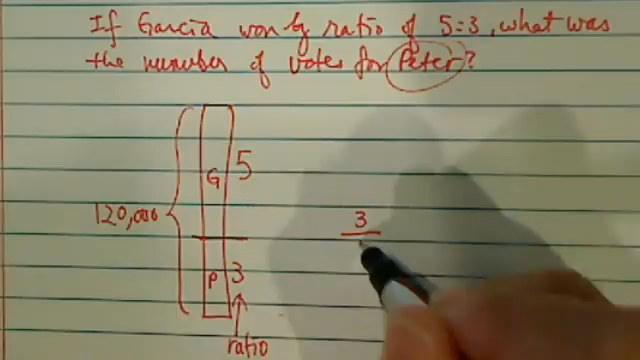 If Garcia won by ratio of 5:3, what was
the number of votes for Peter?
G 5
120,000
3
P 3
ratio